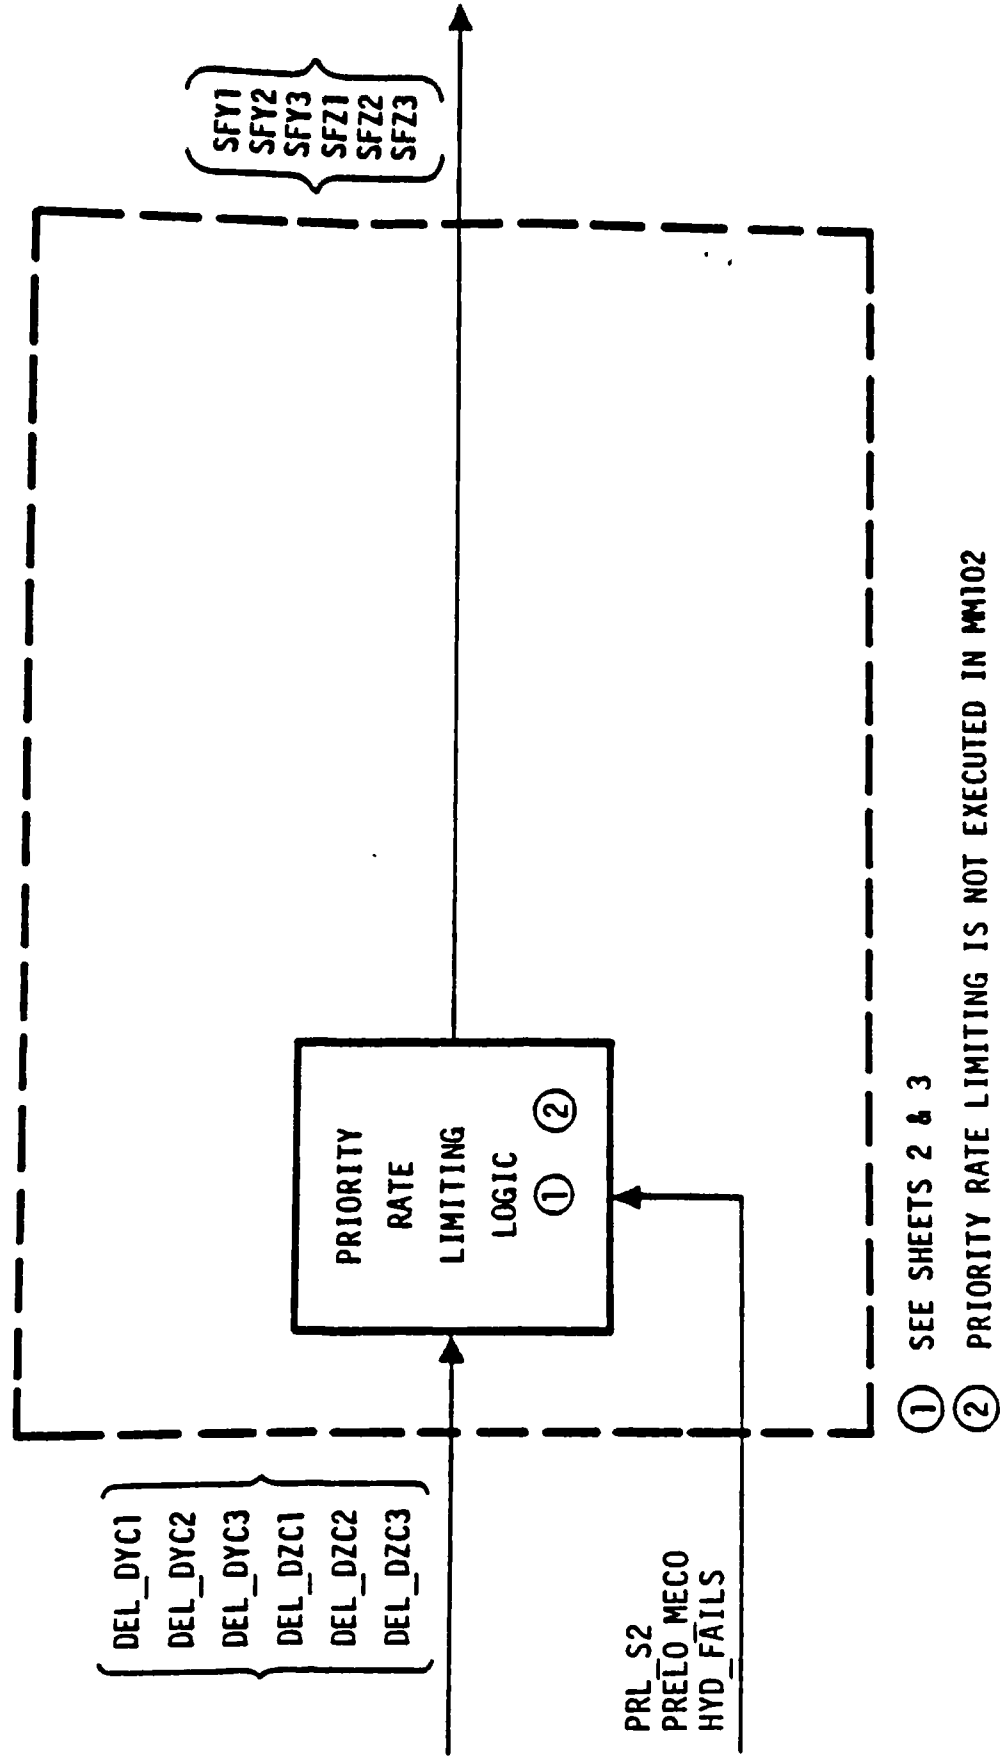 DEL_DYC1
DEL_DYC2
DEL_DYC3
DEL_DZC1
DEL_DZC2
DEL_DZC3
PRL_S2
PRELO_MECO
HYD_FAILS
PRIORITY
RATE
LIMITING
LOGIC
① ②
SFY1
SFY2
SFY3
SFZ1
SFZ2
SFZ3
① SEE SHEETS 2 & 3
② PRIORITY RATE LIMITING IS NOT EXECUTED IN MM102